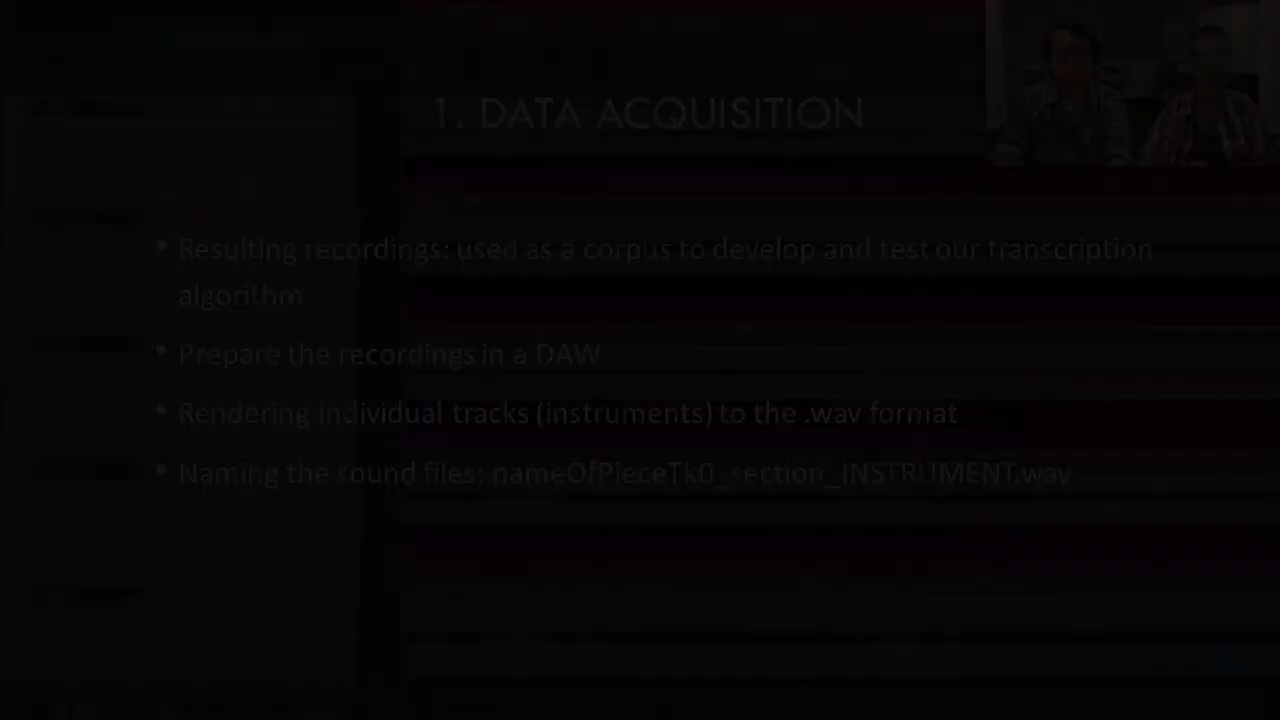 1. DATA ACQUISITION
• Resulting recordings: used as a corpus to develop and test our transcription
algorithm
• Prepare the recordings in a DAW
• Rendering individual tracks (instruments) to the .wav format
• Naming the sound files: nameOfPieceTk0_section_INSTRUMENT.wav